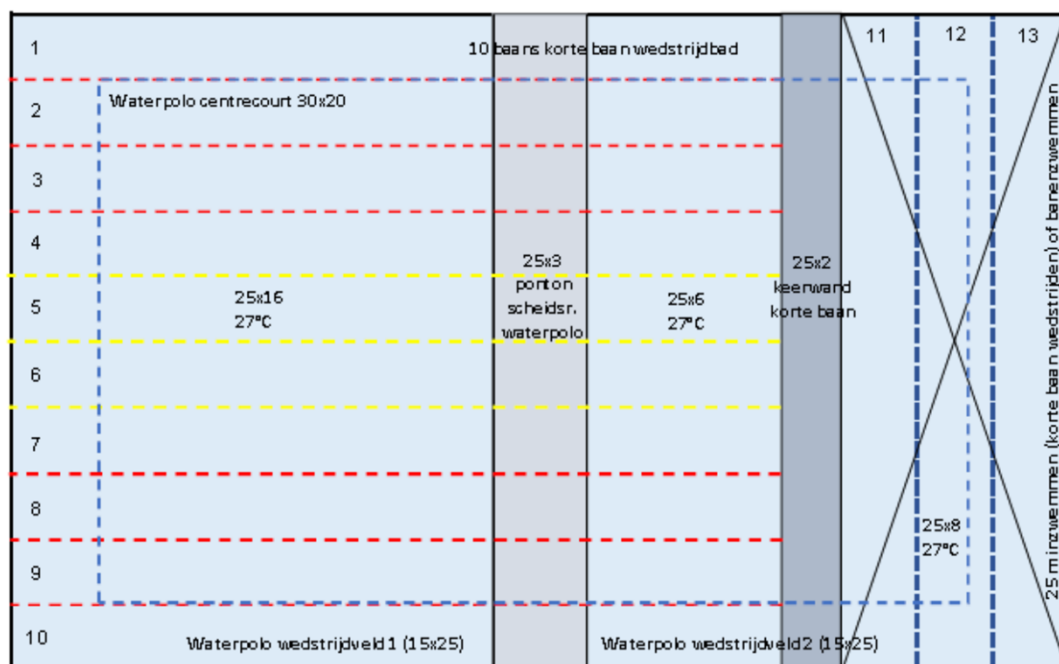 1
10 baans korte baan wedstrijdbad
11
12
13
2
Waterpolo centrecourt 30x20
3
4
5
25x16
27°C
25x3
ponton
scheidsr.
waterpolo
25x6
27°C
25x2
keerwand
korte baan
6
7
8
9
25x8
27°C
10
Waterpolo wedstrijdveld 1 (15x25)
Waterpolo wedstrijdveld 2 (15x25)
25 m inzwemmen (korte baan wedstrijden) of banenzwemmen